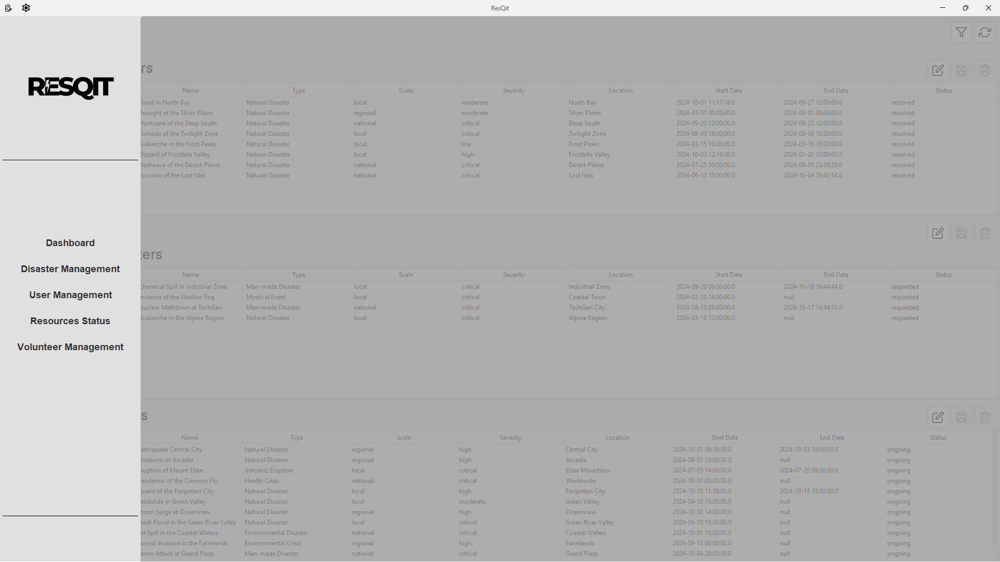 ResQit
RESQIT
Dashboard
Disaster Management
User Management
Resources Status
Volunteer Management
rs
Name Type Scale Severity Location Start Date End Date Status
lood in North Bay Natural Disaster local moderate North Bay 2024-10-01 11:17:18.0 2024-09-27 12:00:00.0 resolved
rought of the Silver Plains Natural Disaster regional moderate Silver Plains 2024-05-01 00:00:00.0 2024-09-01 00:00:00.0 resolved
Hurricane of the Deep South Natural Disaster national critical Deep South 2024-09-20 12:00:00.0 2024-09-25 12:00:00.0 resolved
ornado of the Twilight Zone Natural Disaster local critical Twilight Zone 2024-08-05 16:00:00.0 2024-08-06 10:00:00.0 resolved
Avalanche in the Frost Peaks Natural Disaster local low Frost Peaks 2024-03-15 10:00:00.0 2024-03-16 18:00:00.0 resolved
lizzard of Frostbite Valley Natural Disaster local high Frostbite Valley 2024-10-03 12:16:30.0 2024-01-20 12:00:00.0 resolved
Heatwave of the Desert Plains Natural Disaster national critical Desert Plains 2024-07-25 00:00:00.0 2024-08-05 23:59:59.0 resolved
sunami of the Lost Isles Natural Disaster national critical Lost Isles 2024-06-15 10:00:00.0 2024-10-04 16:42:54.0 resolved
ters
Name Type Scale Severity Location Start Date End Date Status
Chemical Spill in Industrial Zone Man-made Disaster local critical Industrial Zone 2024-09-20 09:00:00.0 2024-10-18 16:44:44.0 requested
nvasion of the Shadow Fog Mystical Event local critical Coastal Town 2024-02-20 14:00:00.0 null requested
Nuclear Meltdown at TechGen Man-made Disaster national critical TechGen City 2024-08-15 08:00:00.0 2024-10-17 16:44:35.0 requested
Avalanche in the Alpine Region Natural Disaster local critical Alpine Region 2024-03-18 12:00:00.0 null requested
s
Name Type Scale Severity Location Start Date End Date Status
arthquake Central City Natural Disaster regional high Central City 2024-10-01 08:30:00.0 2024-10-03 16:00:00.0 ongoing
irestorm of Arcadia Natural Disaster regional high Arcadia 2024-08-01 12:00:00.0 null ongoing
ruption of Mount Eldar Volcanic Eruption local critical Eldar Mountains 2024-07-05 14:00:00.0 2024-07-20 09:00:00.0 ongoing
andemic of the Crimson Flu Health Crisis national critical Worldwide 2024-09-01 00:00:00.0 null ongoing
Quake of the Forgotten City Natural Disaster local high Forgotten City 2024-10-10 11:30:00.0 2024-10-15 15:00:00.0 ongoing
andslide in Green Valley Natural Disaster local moderate Green Valley 2024-04-12 10:00:00.0 null ongoing
torm Surge at Oceanview Natural Disaster regional high Oceanview 2024-10-02 14:00:00.0 null ongoing
lash Flood in the Green River Valley Natural Disaster local critical Green River Valley 2024-09-10 15:00:00.0 null ongoing
Oil Spill in the Coastal Waters Environmental Disaster national critical Coastal Waters 2024-10-01 10:00:00.0 null ongoing
ocust Invasion in the Farmlands Environmental Crisis regional high Farmlands 2024-09-15 06:00:00.0 null ongoing
error Attack at Grand Plaza Man-made Disaster national critical Grand Plaza 2024-10-04 20:00:00.0 null ongoing